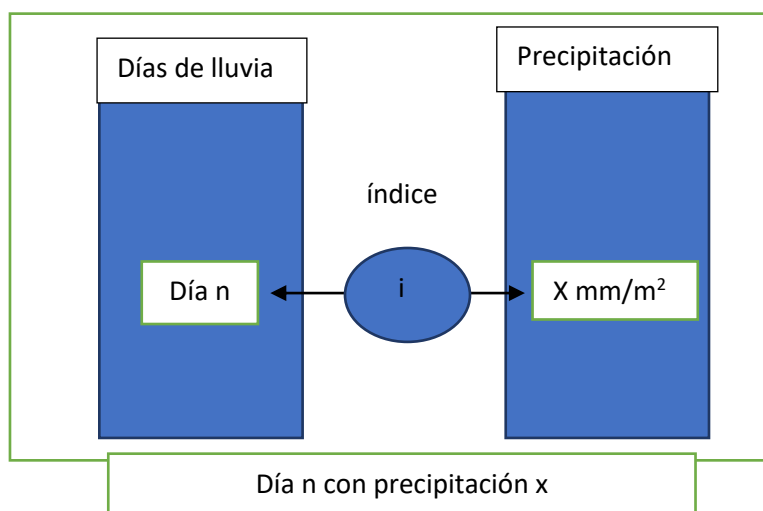 Días de lluvia
Precipitación
índice
Día n
i
X mm/m²
Día n con precipitación x